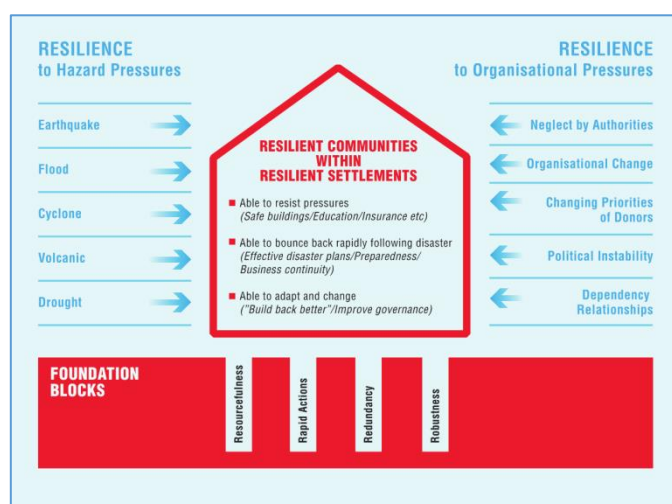 RESILIENCE
to Hazard Pressures
Earthquake
Flood
Cyclone
Volcanic
Drought
RESILIENT COMMUNITIES
WITHIN
RESILIENT SETTLEMENTS
Able to resist pressures
(Safe buildings/Education/Insurance etc)
Able to bounce back rapidly following disaster
(Effective disaster plans/Preparedness/
Business continuity)
Able to adapt and change
("Build back better"/Improve governance)
RESILIENCE
to Organisational Pressures
Neglect by Authorities
Organisational Change
Changing Priorities
of Donors
Political Instability
Dependency
Relationships
FOUNDATION
BLOCKS
Resourcefulness
Rapid Actions
Redundancy
Robustness